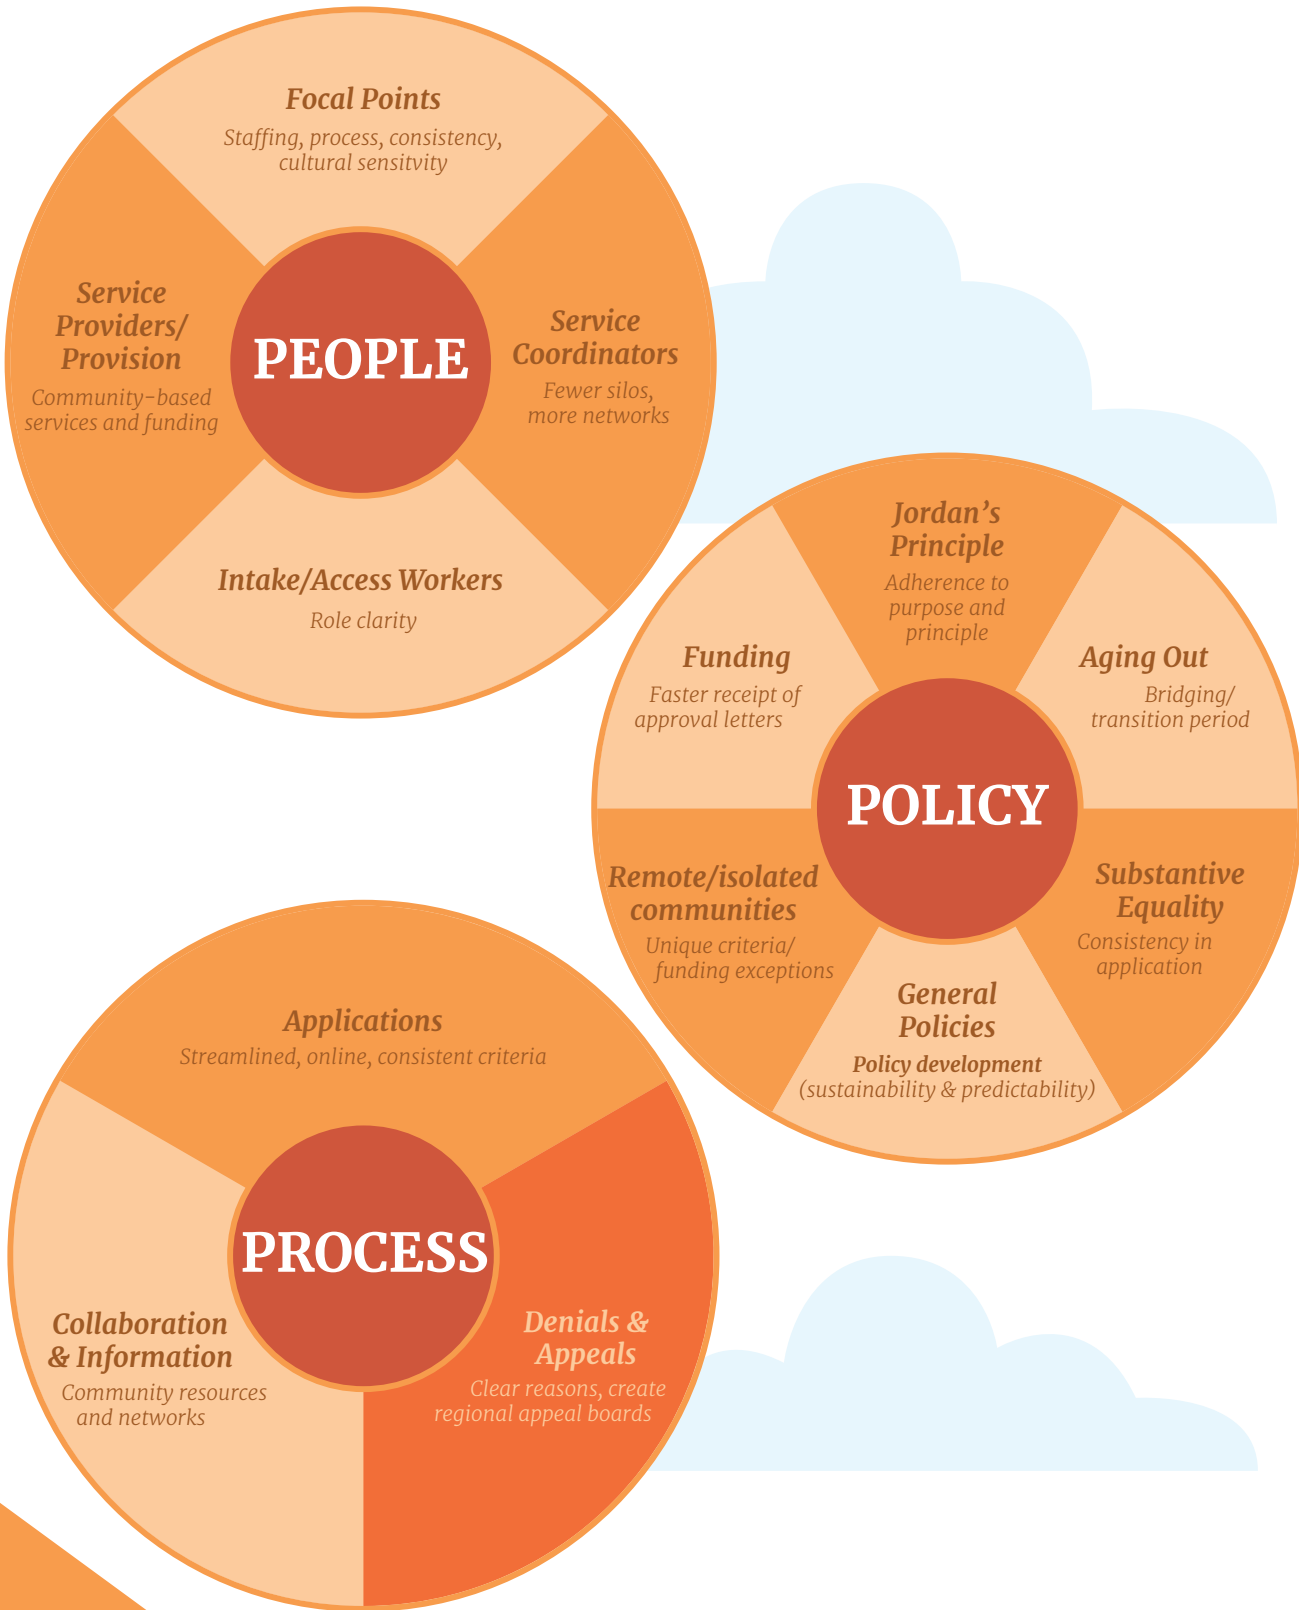 Focal Points
Staffing, process, consistency,
cultural sensitvity
Service
Providers/
Provision
Community-based
services and funding
PEOPLE
Service
Coordinators
Fewer silos,
more networks
Intake/Access Workers
Role clarity
Jordan’s
Principle
Adherence to
purpose and
principle
Funding
Faster receipt of
approval letters
Aging Out
Bridging/
transition period
POLICY
Remote/isolated
communities
Unique criteria/
funding exceptions
Substantive
Equality
Consistency in
application
General
Policies
Policy development
(sustainability & predictability)
Applications
Streamlined, online, consistent criteria
PROCESS
Collaboration
& Information
Community resources
and networks
Denials &
Appeals
Clear reasons, create
regional appeal boards